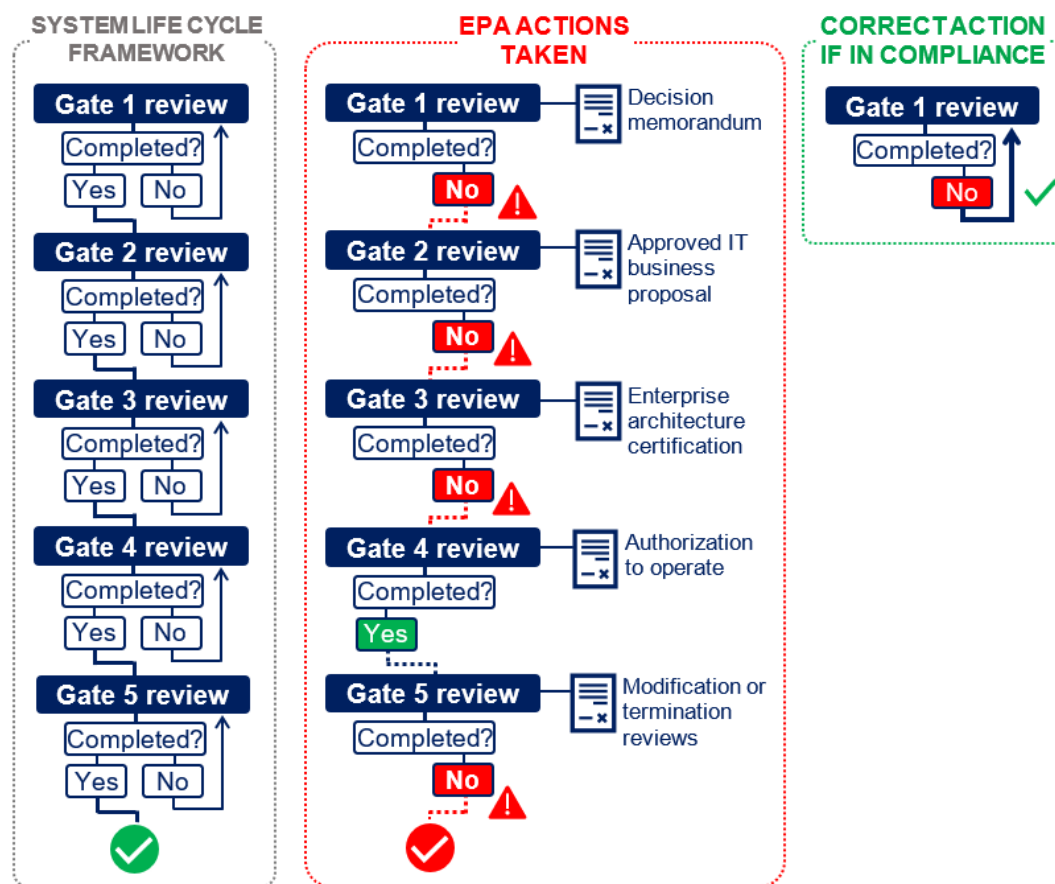 SYSTEM LIFE CYCLE
FRAMEWORK
Gate 1 review
Completed?
Yes
No
Gate 2 review
Completed?
Yes
No
Gate 3 review
Completed?
Yes
No
Gate 4 review
Completed?
Yes
No
Gate 5 review
Completed?
Yes
No
EPA ACTIONS
TAKEN
Gate 1 review
Decision
memorandum
Completed?
No
Gate 2 review
Approved IT
business
proposal
Completed?
No
Gate 3 review
Enterprise
architecture
certification
Completed?
No
Gate 4 review
Authorization
to operate
Completed?
Yes
Gate 5 review
Modification or
termination
reviews
Completed?
No
CORRECT ACTION
IF IN COMPLIANCE
Gate 1 review
Completed?
No